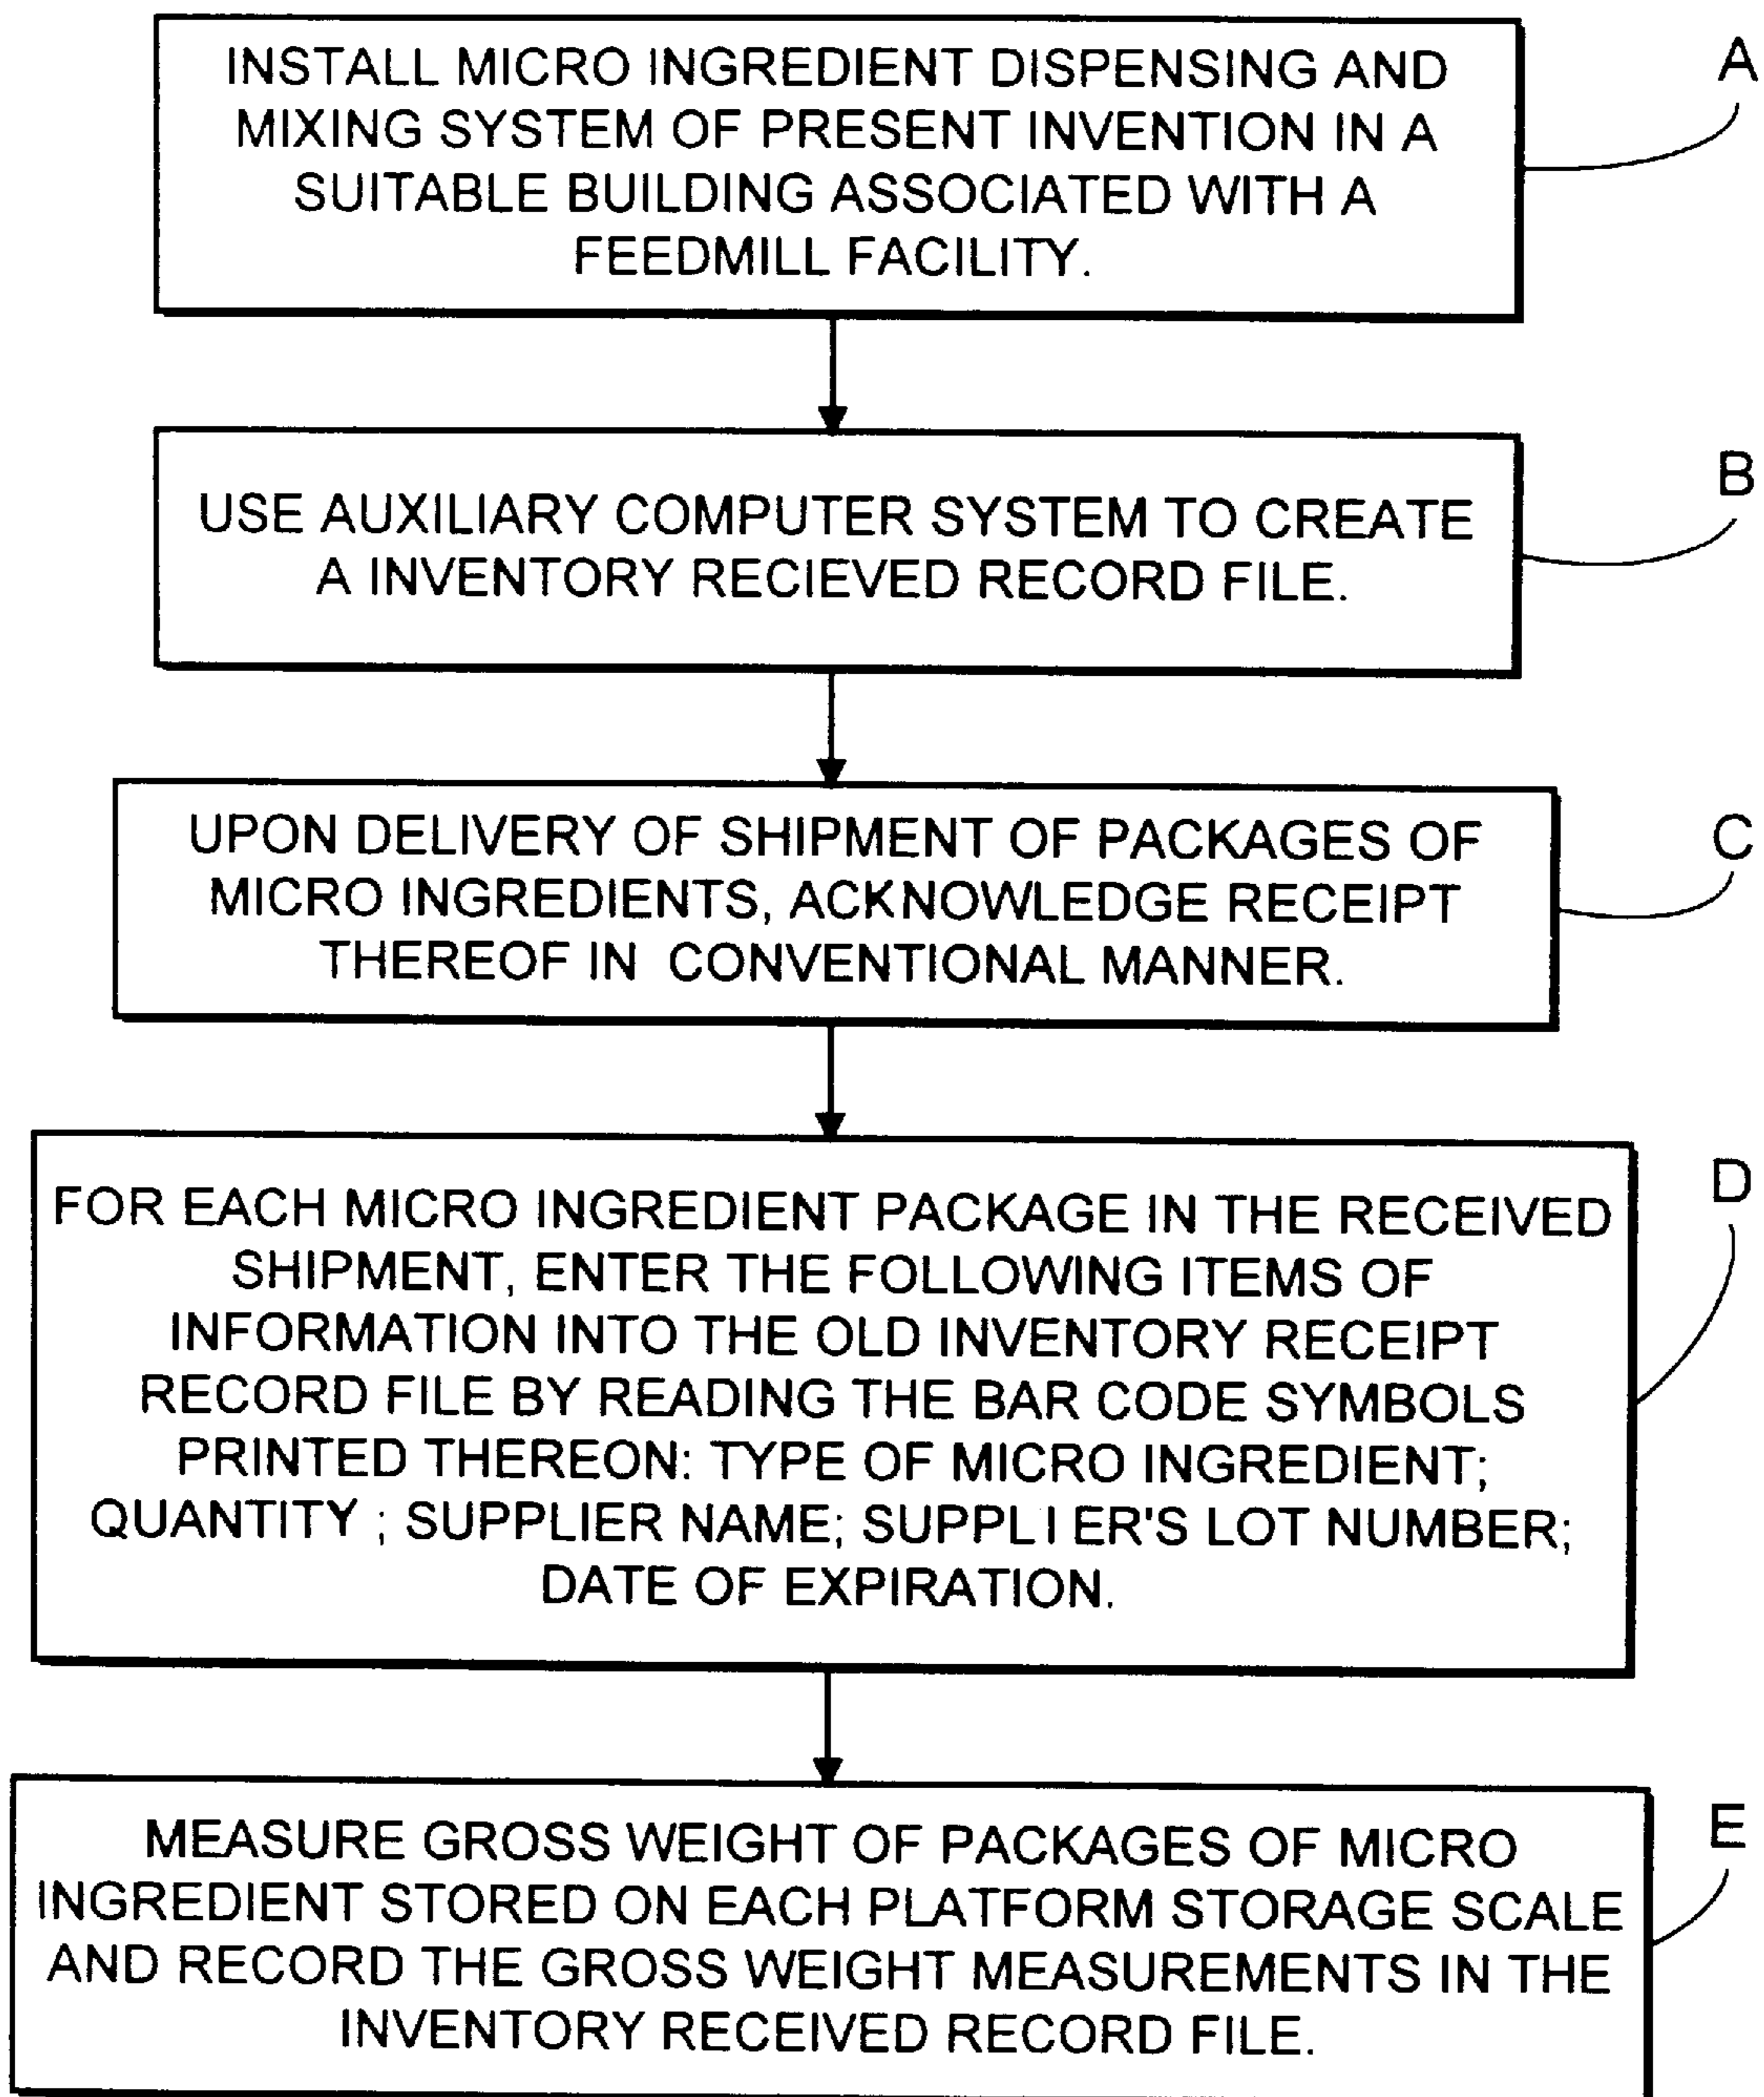 INSTALL MICRO INGREDIENT DISPENSING AND
MIXING SYSTEM OF PRESENT INVENTION IN A
SUITABLE BUILDING ASSOCIATED WITH A
FEEDMILL FACILITY.
A
USE AUXILIARY COMPUTER SYSTEM TO CREATE
A INVENTORY RECIEVED RECORD FILE.
B
UPON DELIVERY OF SHIPMENT OF PACKAGES OF
MICRO INGREDIENTS, ACKNOWLEDGE RECEIPT
THEREOF IN CONVENTIONAL MANNER.
C
FOR EACH MICRO INGREDIENT PACKAGE IN THE RECEIVED
SHIPMENT, ENTER THE FOLLOWING ITEMS OF
INFORMATION INTO THE OLD INVENTORY RECEIPT
RECORD FILE BY READING THE BAR CODE SYMBOLS
PRINTED THEREON: TYPE OF MICRO INGREDIENT;
QUANTITY ; SUPPLIER NAME; SUPPLIER'S LOT NUMBER;
DATE OF EXPIRATION.
D
MEASURE GROSS WEIGHT OF PACKAGES OF MICRO
INGREDIENT STORED ON EACH PLATFORM STORAGE SCALE
AND RECORD THE GROSS WEIGHT MEASUREMENTS IN THE
INVENTORY RECEIVED RECORD FILE.
E